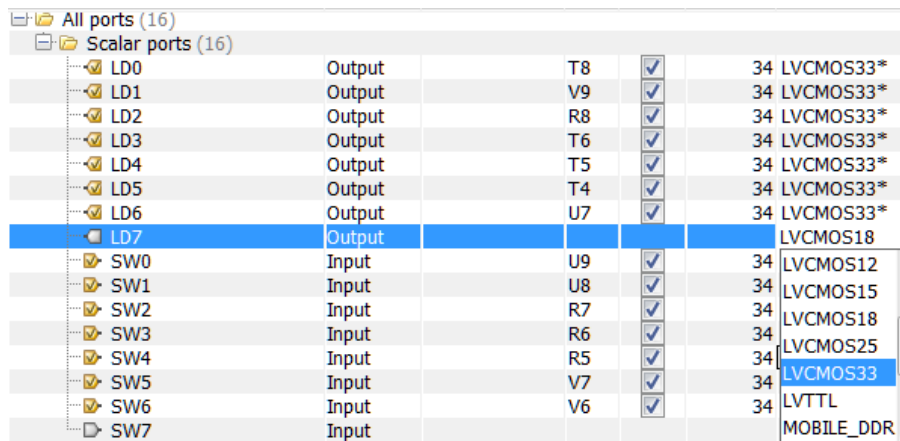 All ports (16)
Scalar ports (16)
LD0 Output T8 34 LVCMOS33*
LD1 Output V9 34 LVCMOS33*
LD2 Output R8 34 LVCMOS33*
LD3 Output T6 34 LVCMOS33*
LD4 Output T5 34 LVCMOS33*
LD5 Output T4 34 LVCMOS33*
LD6 Output U7 34 LVCMOS33*
LD7 Output LVCMOS18
SW0 Input U9 34 LVCMOS12
SW1 Input U8 34 LVCMOS15
SW2 Input R7 34 LVCMOS18
SW3 Input R6 34 LVCMOS25
SW4 Input R5 34 LVCMOS33
SW5 Input V7 34 LVTTL
SW6 Input V6 34 MOBILE_DDR
SW7 Input